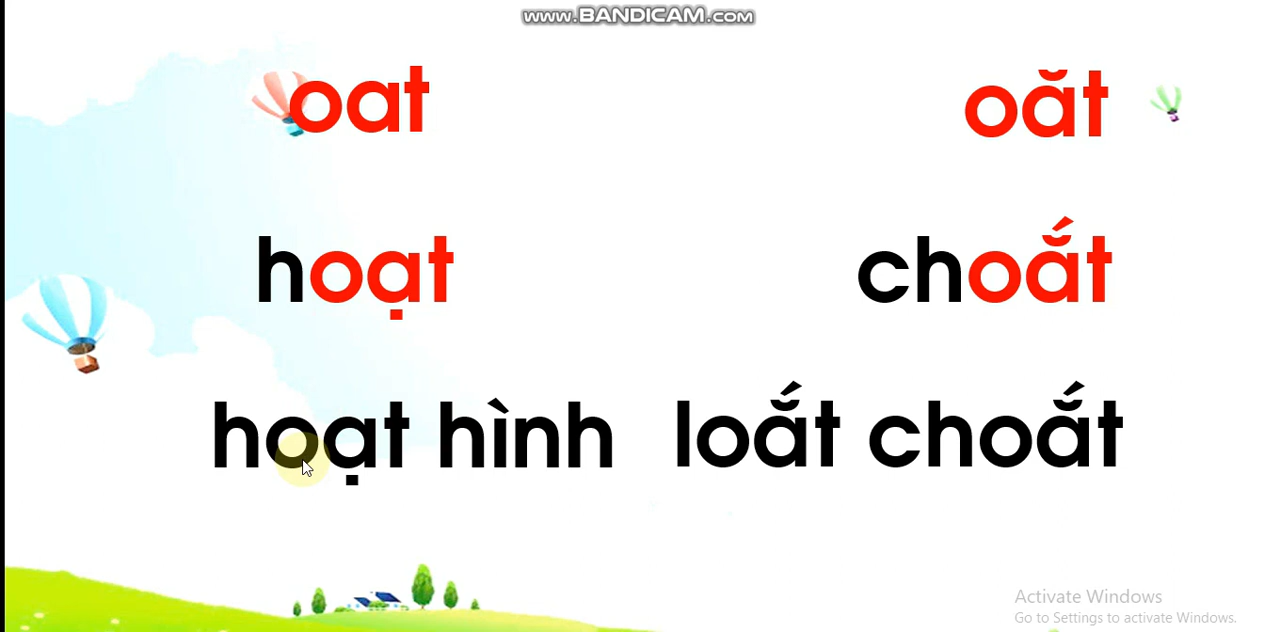 www.BANDICAM.com
oat oăt
hoạt choắt
hoạt hình loắt choắt
Activate Windows
Go to Settings to activate Windows.